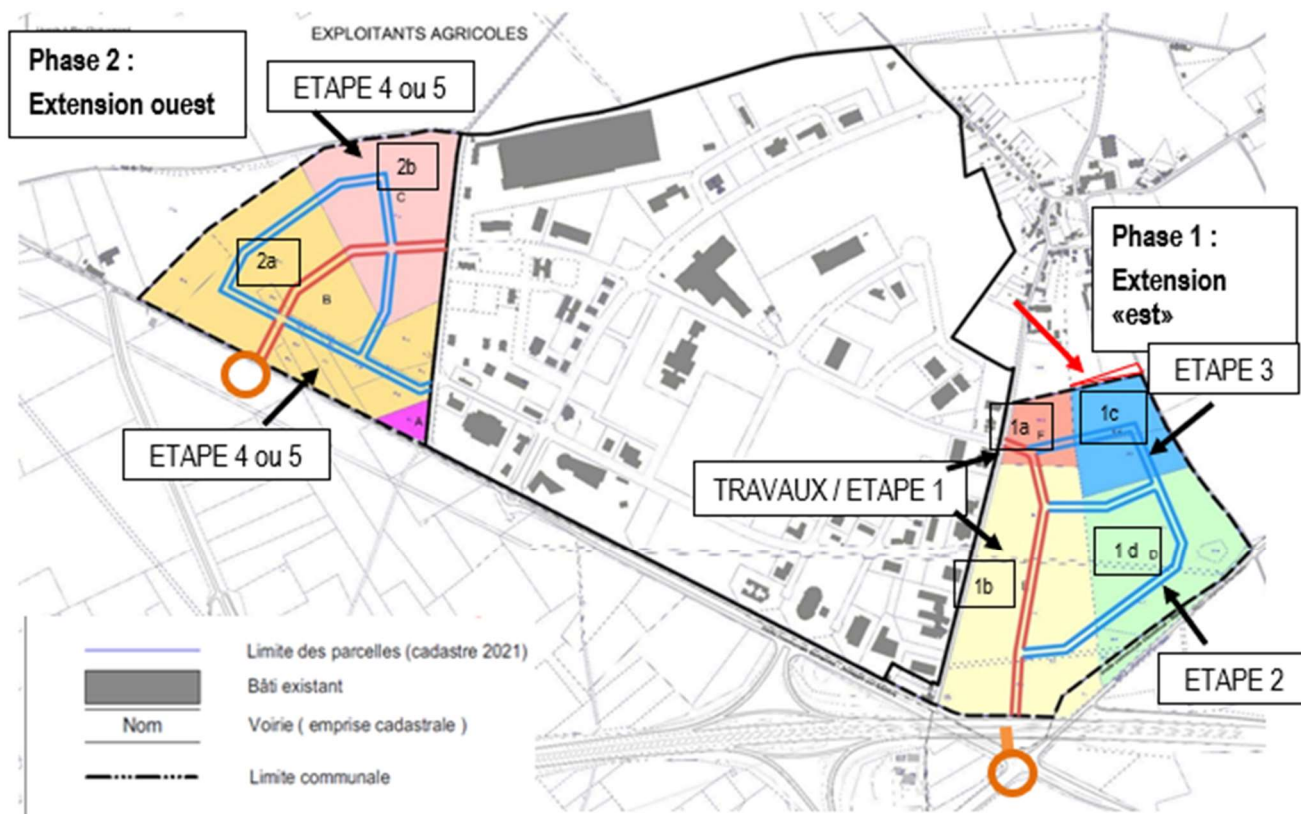 EXPLOITANTS AGRICOLES
Phase 2 :
Extension ouest
ETAPE 4 ou 5
2b
C
2a
B
A
ETAPE 4 ou 5
Phase 1 :
Extension
«est»
ETAPE 3
1a
F
1c
TRAVAUX / ETAPE 1
1 d
D
1b
ETAPE 2
Limite des parcelles (cadastre 2021)
Bâti existant
Nom
Voirie ( emprise cadastrale )
Limite communale